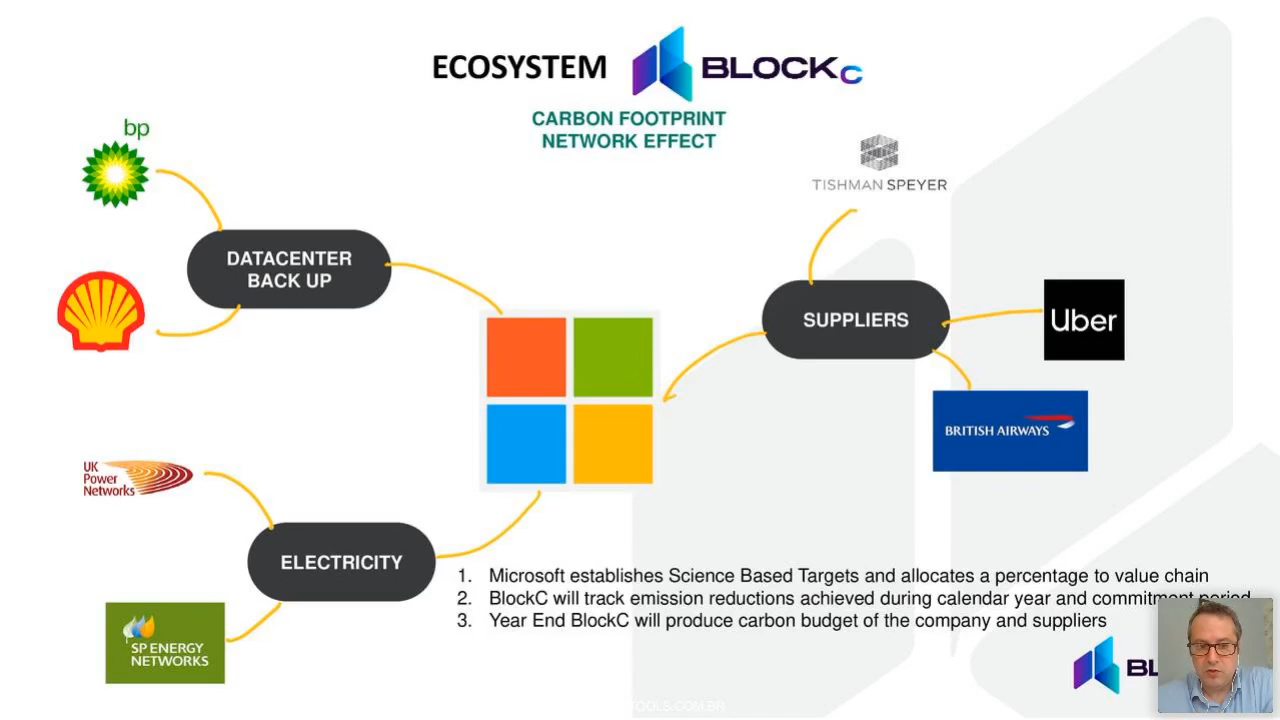 ECOSYSTEM
BLOCKC
CARBON FOOTPRINT
NETWORK EFFECT
bp
TISHMAN SPEYER
DATACENTER
BACK UP
SUPPLIERS
Uber
BRITISH AIRWAYS
UK
Power
Networks
ELECTRICITY
SP ENERGY
NETWORKS
1. Microsoft establishes Science Based Targets and allocates a percentage to value chain
2. BlockC will track emission reductions achieved during calendar year and commitment period
3. Year End BlockC will produce carbon budget of the company and suppliers
TOOLS.COM.BR